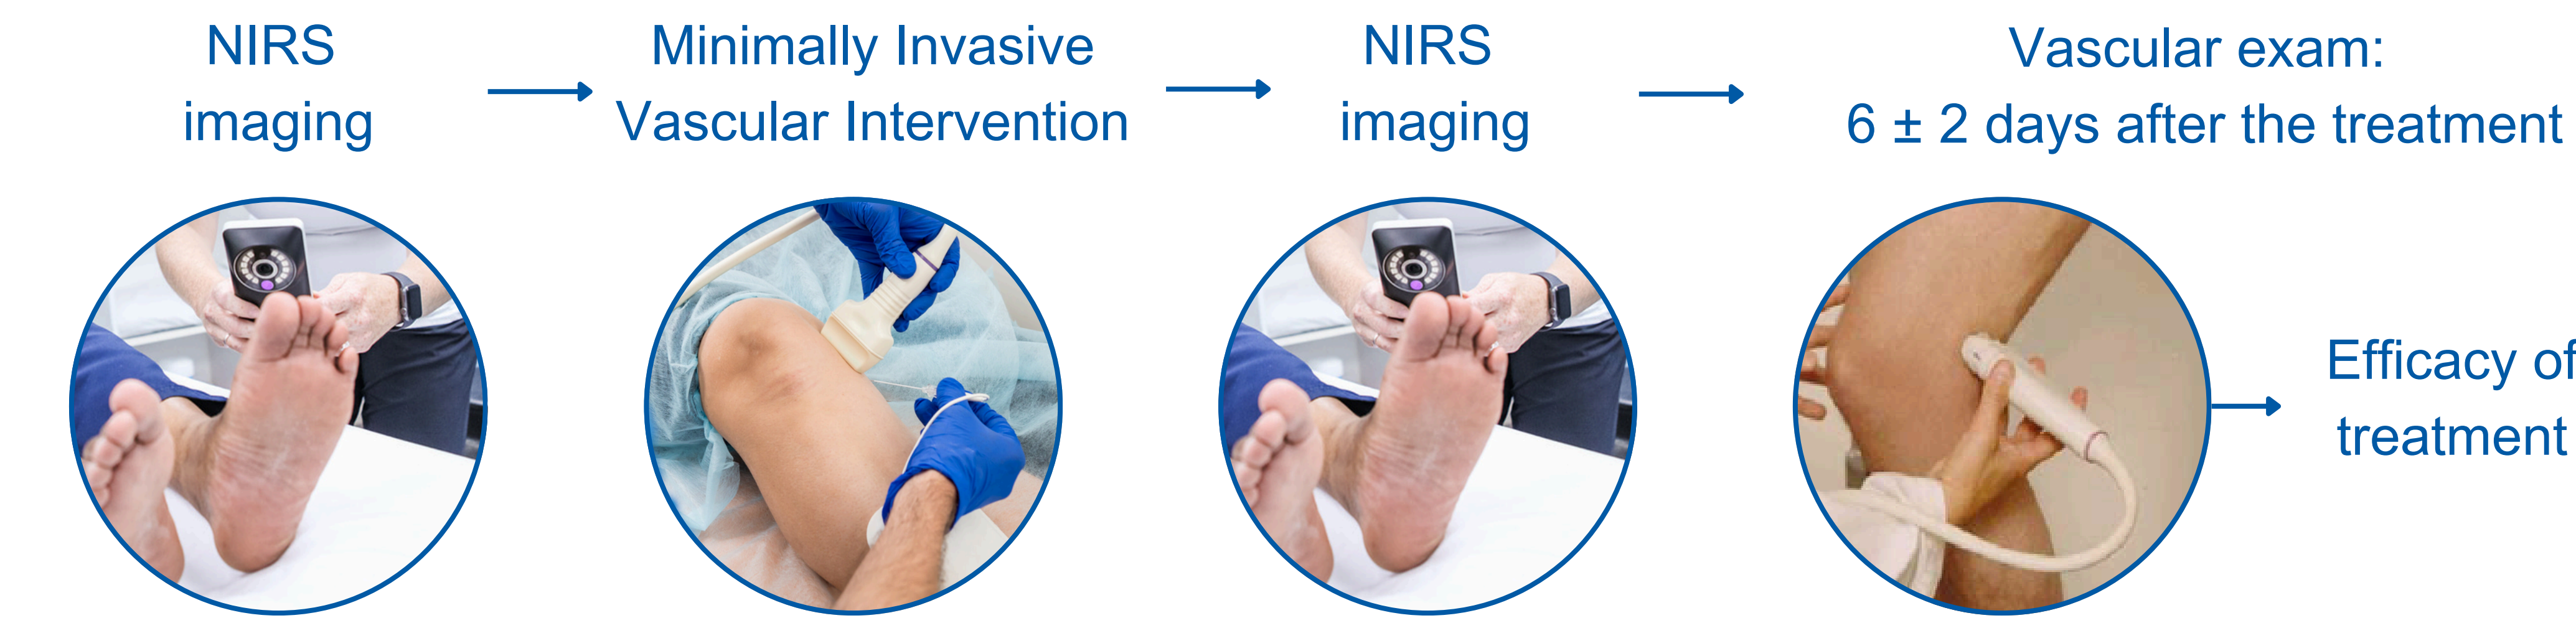 NIRS
imaging
Minimally Invasive
Vascular Intervention
NIRS
imaging
Vascular exam:
6 ± 2 days after the treatment
Efficacy of
treatment